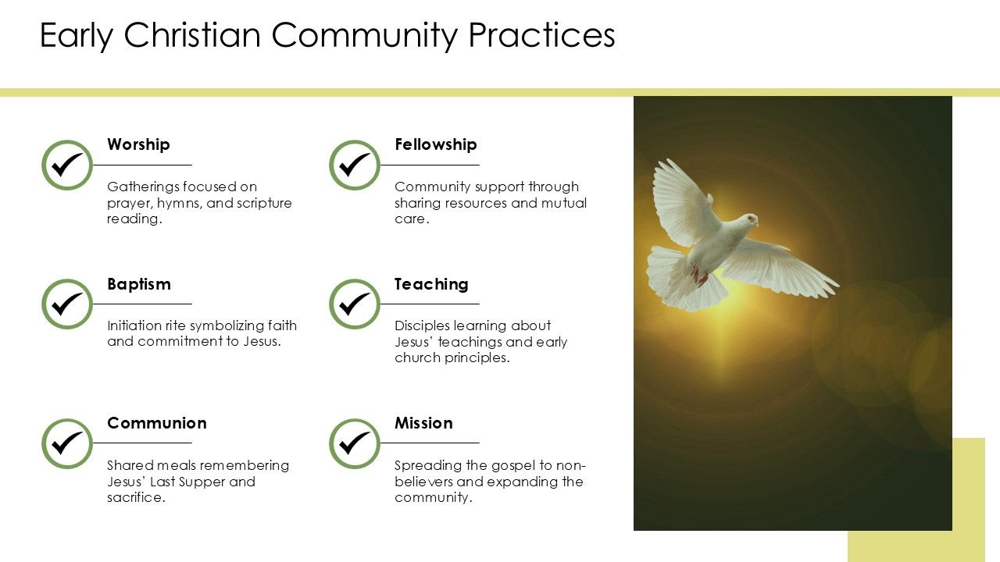 Early Christian Community Practices
Worship
Gatherings focused on
prayer, hymns, and scripture
reading.
Fellowship
Community support through
sharing resources and mutual
care.
Baptism
Initiation rite symbolizing faith
and commitment to Jesus.
Teaching
Disciples learning about
Jesus’ teachings and early
church principles.
Communion
Shared meals remembering
Jesus’ Last Supper and
sacrifice.
Mission
Spreading the gospel to non-
believers and expanding the
community.